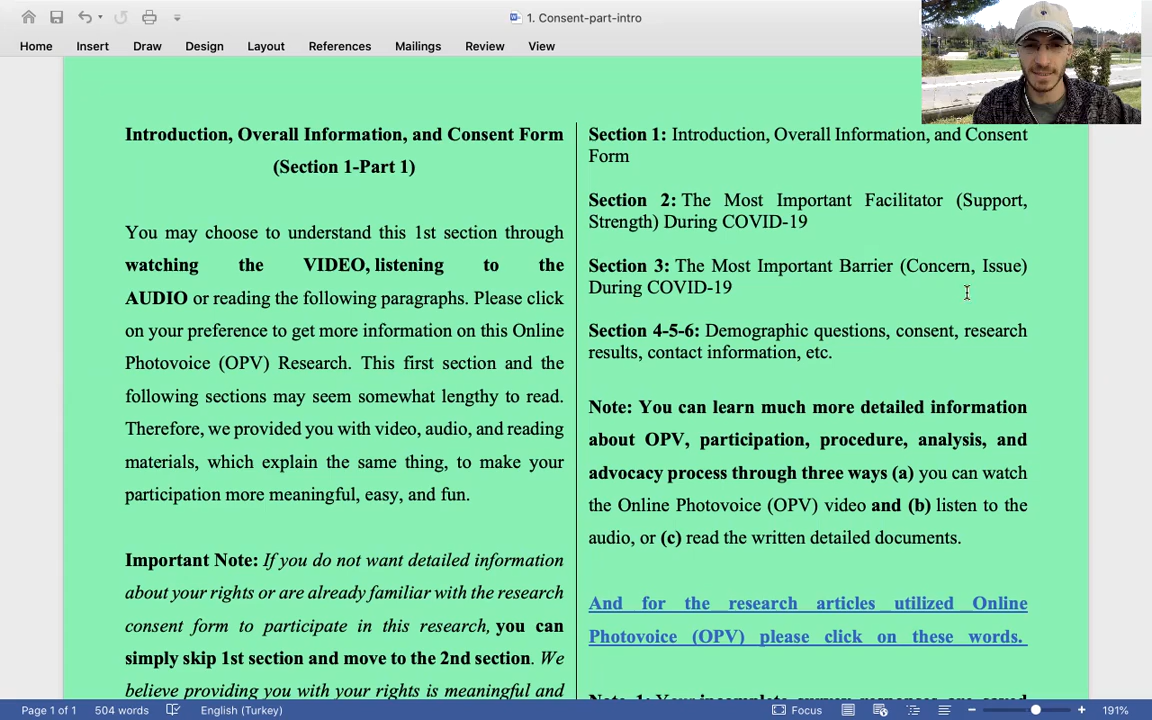 1. Consent-part-intro
Home Insert Draw Design Layout References Mailings Review View
Introduction, Overall Information, and Consent Form
(Section 1-Part 1)
You may choose to understand this 1st section through
watching the VIDEO, listening to the
AUDIO or reading the following paragraphs. Please click
on your preference to get more information on this Online
Photovoice (OPV) Research. This first section and the
following sections may seem somewhat lengthy to read.
Therefore, we provided you with video, audio, and reading
materials, which explain the same thing, to make your
participation more meaningful, easy, and fun.
Important Note: If you do not want detailed information
about your rights or are already familiar with the research
consent form to participate in this research, you can
simply skip 1st section and move to the 2nd section. We
believe providing you with your rights is meaningful and
Section 1: Introduction, Overall Information, and Consent
Form
Section 2: The Most Important Facilitator (Support,
Strength) During COVID-19
Section 3: The Most Important Barrier (Concern, Issue)
During COVID-19
Section 4-5-6: Demographic questions, consent, research
results, contact information, etc.
Note: You can learn much more detailed information
about OPV, participation, procedure, analysis, and
advocacy process through three ways (a) you can watch
the Online Photovoice (OPV) video and (b) listen to the
audio, or (c) read the written detailed documents.
And for the research articles utilized Online
Photovoice (OPV) please click on these words.
Note 1: Your incomplete survey responses are saved
Page 1 of 1 504 words English (Turkey) Focus 191%